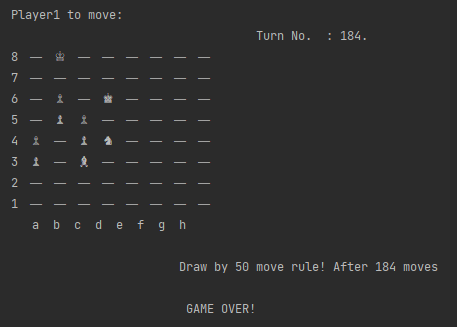 Player1 to move:
Turn No.  : 184.
8 — ♔ — — — — — —
7 — — — — — — — —
6 — ♗ — ♚ — — — —
5 — ♝ ♗ — — — — —
4 ♗ — ♝ ♞ — — — —
3 ♝ — ♝ — — — — —
2 — — — — — — — —
1 — — — — — — — —
a b c d e f g h
Draw by 50 move rule! After 184 moves
GAME OVER!